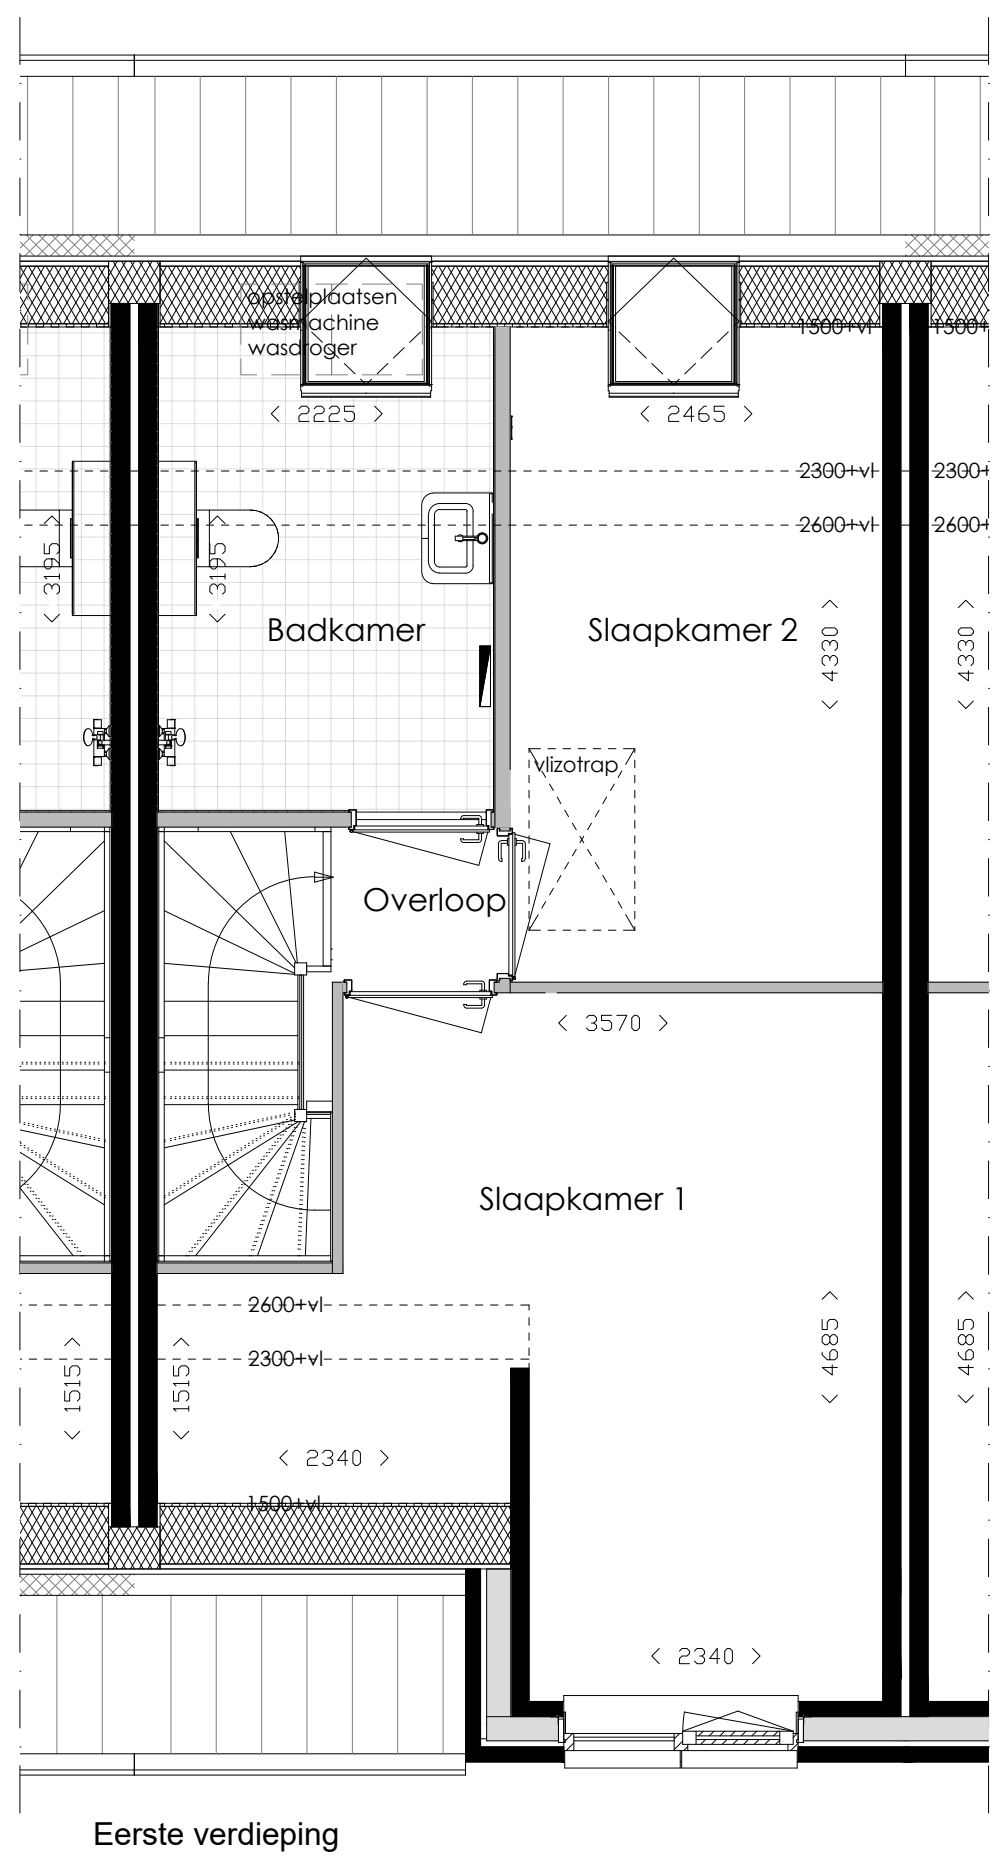 opstelplaatsen
wasmachine
wasdroger
1500+vl
1500+
< 2225 >
< 2465 >
2300+vl
2300+
2600+vl
2600+
< 3195 >
< 3195 >
Badkamer
Slaapkamer 2
< 4330 >
< 4330 >
vlizotrap
Overloop
< 3570 >
Slaapkamer 1
2600+vl
2300+vl
< 1515 >
< 1515 >
< 4685 >
< 4685 >
< 2340 >
1500+vl
< 2340 >
Eerste verdieping